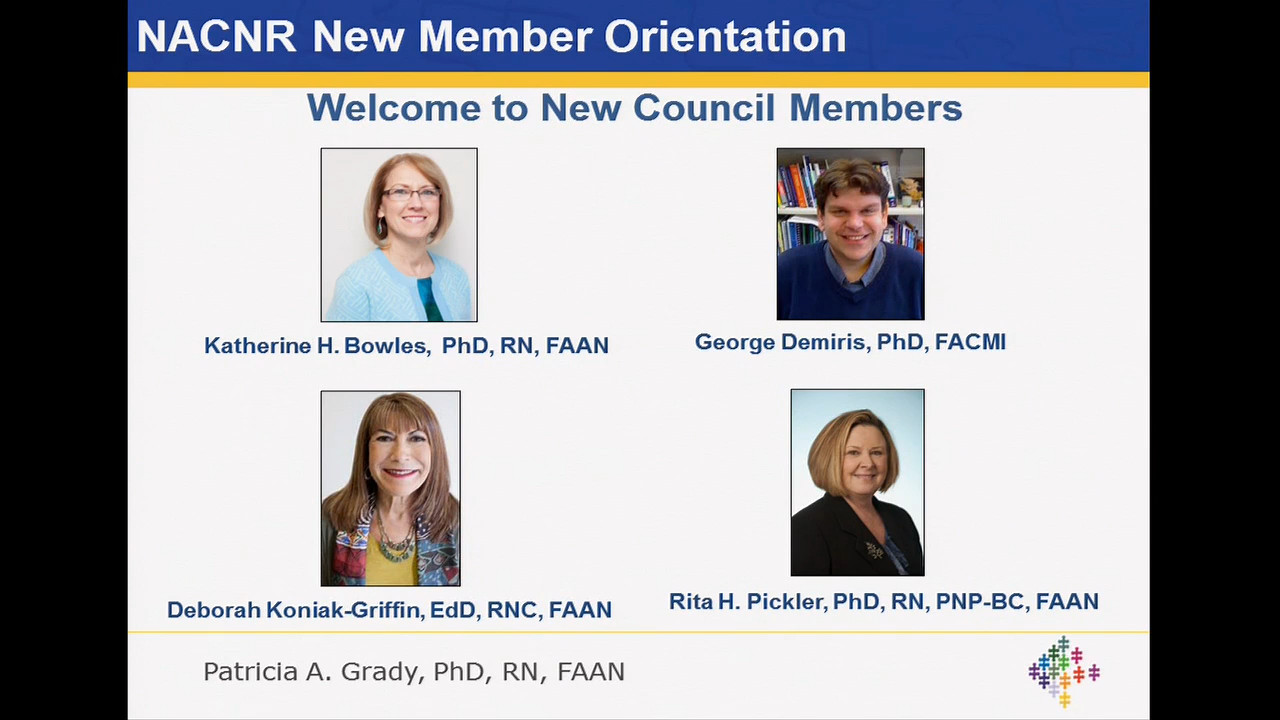 NACNR New Member Orientation
Welcome to New Council Members
Katherine H. Bowles, PhD, RN, FAAN
George Demiris, PhD, FACMI
Deborah Koniak-Griffin, EdD, RNC, FAAN
Rita H. Pickler, PhD, RN, PNP-BC, FAAN
Patricia A. Grady, PhD, RN, FAAN